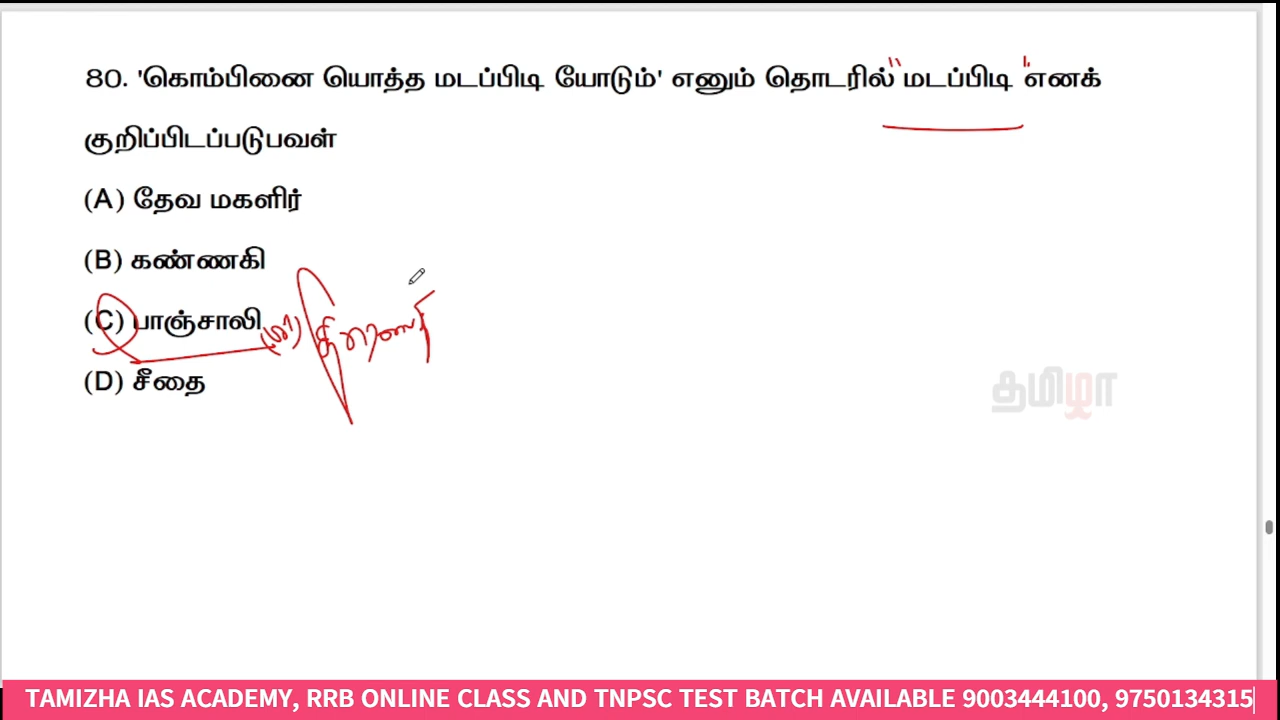 80. 'கொம்பினை யொத்த மடப்பிடி யோடும்' எனும் தொடரில் "மடப்பிடி" எனக்
குறிப்பிடப்படுபவள்
(A) தேவ மகளிர்
(B) கண்ணகி
(C) பாஞ்சாலி
(D) சீதை
தமிழா
TAMIZHA IAS ACADEMY, RRB ONLINE CLASS AND TNPSC TEST BATCH AVAILABLE 9003444100, 9750134315